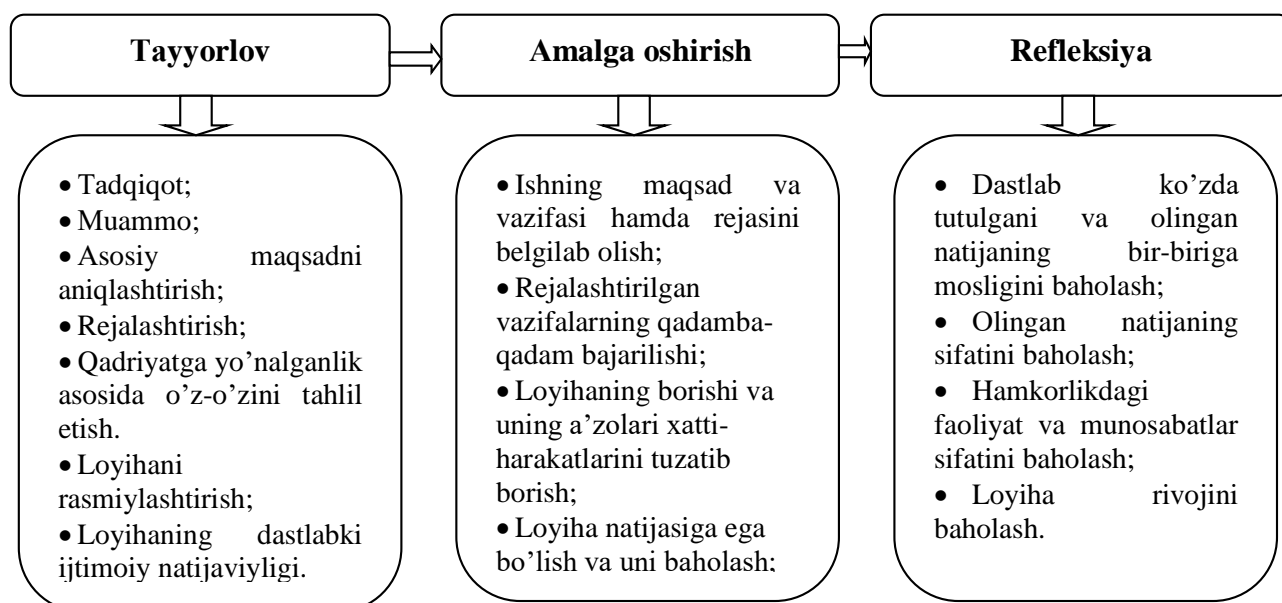 Tayyorlov
Amalga oshirish
Refleksiya
• Tadqiqot;
• Muammo;
• Asosiy maqsadni
aniqlashtirish;
• Rejalashtirish;
• Qadriyatga yo’nalganlik
asosida o’z-o’zini tahlil
etish.
• Loyihani
rasmiylashtirish;
• Loyihaning dastlabki
ijtimoiy natijaviyligi.
• Ishning maqsad va
vazifasi hamda rejasini
belgilab olish;
• Rejalashtirilgan
vazifalarning qadamba-
qadam bajarilishi;
• Loyihaning borishi va
uning a’zolari xatti-
harakatlarini tuzatib
borish;
• Loyiha natijasiga ega
bo’lish va uni baholash;
• Dastlab ko’zda
tutulgani va olingan
natijaning bir-biriga
mosligini baholash;
• Olingan natijaning
sifatini baholash;
• Hamkorlikdagi
faoliyat va munosabatlar
sifatini baholash;
• Loyiha rivojini
baholash.